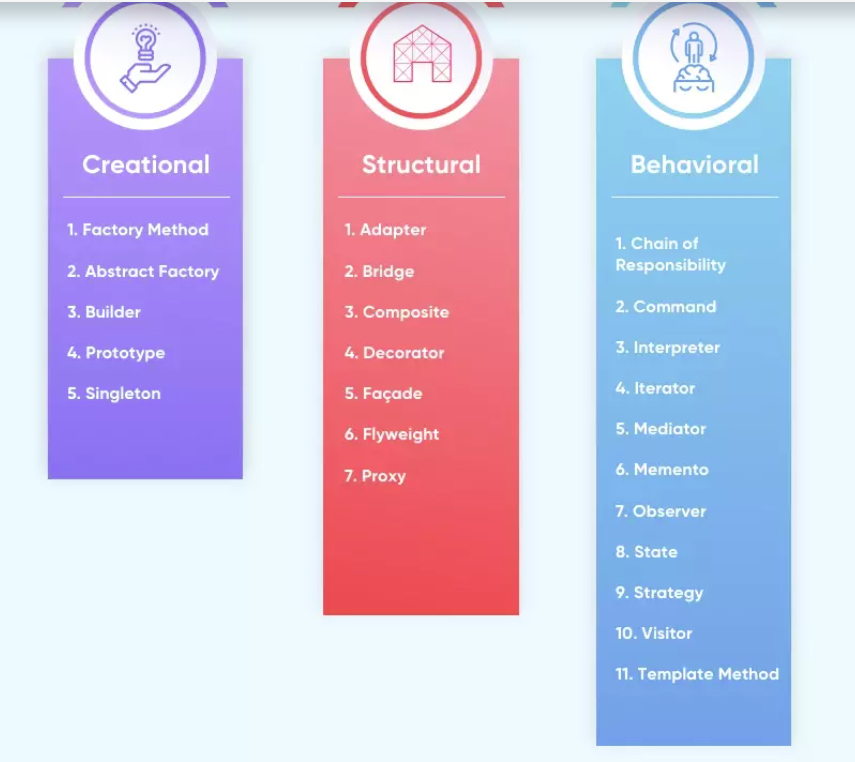 Creational
1. Factory Method
2. Abstract Factory
3. Builder
4. Prototype
5. Singleton
Structural
1. Adapter
2. Bridge
3. Composite
4. Decorator
5. Façade
6. Flyweight
7. Proxy
Behavioral
1. Chain of
Responsibility
2. Command
3. Interpreter
4. Iterator
5. Mediator
6. Memento
7. Observer
8. State
9. Strategy
10. Visitor
11. Template Method